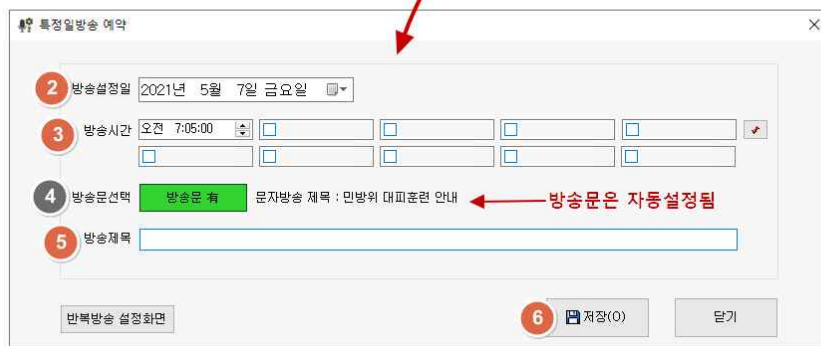 특정일방송 예약
2 방송설정일 2021년 5월 7일 금요일
3 방송시간 오전 7:05:00
4 방송문선택 방송문 有 문자방송 제목 : 민방위 대피훈련 안내 방송문은 자동설정됨
5 방송제목
반복방송 설정화면 6 저장(O) 닫기